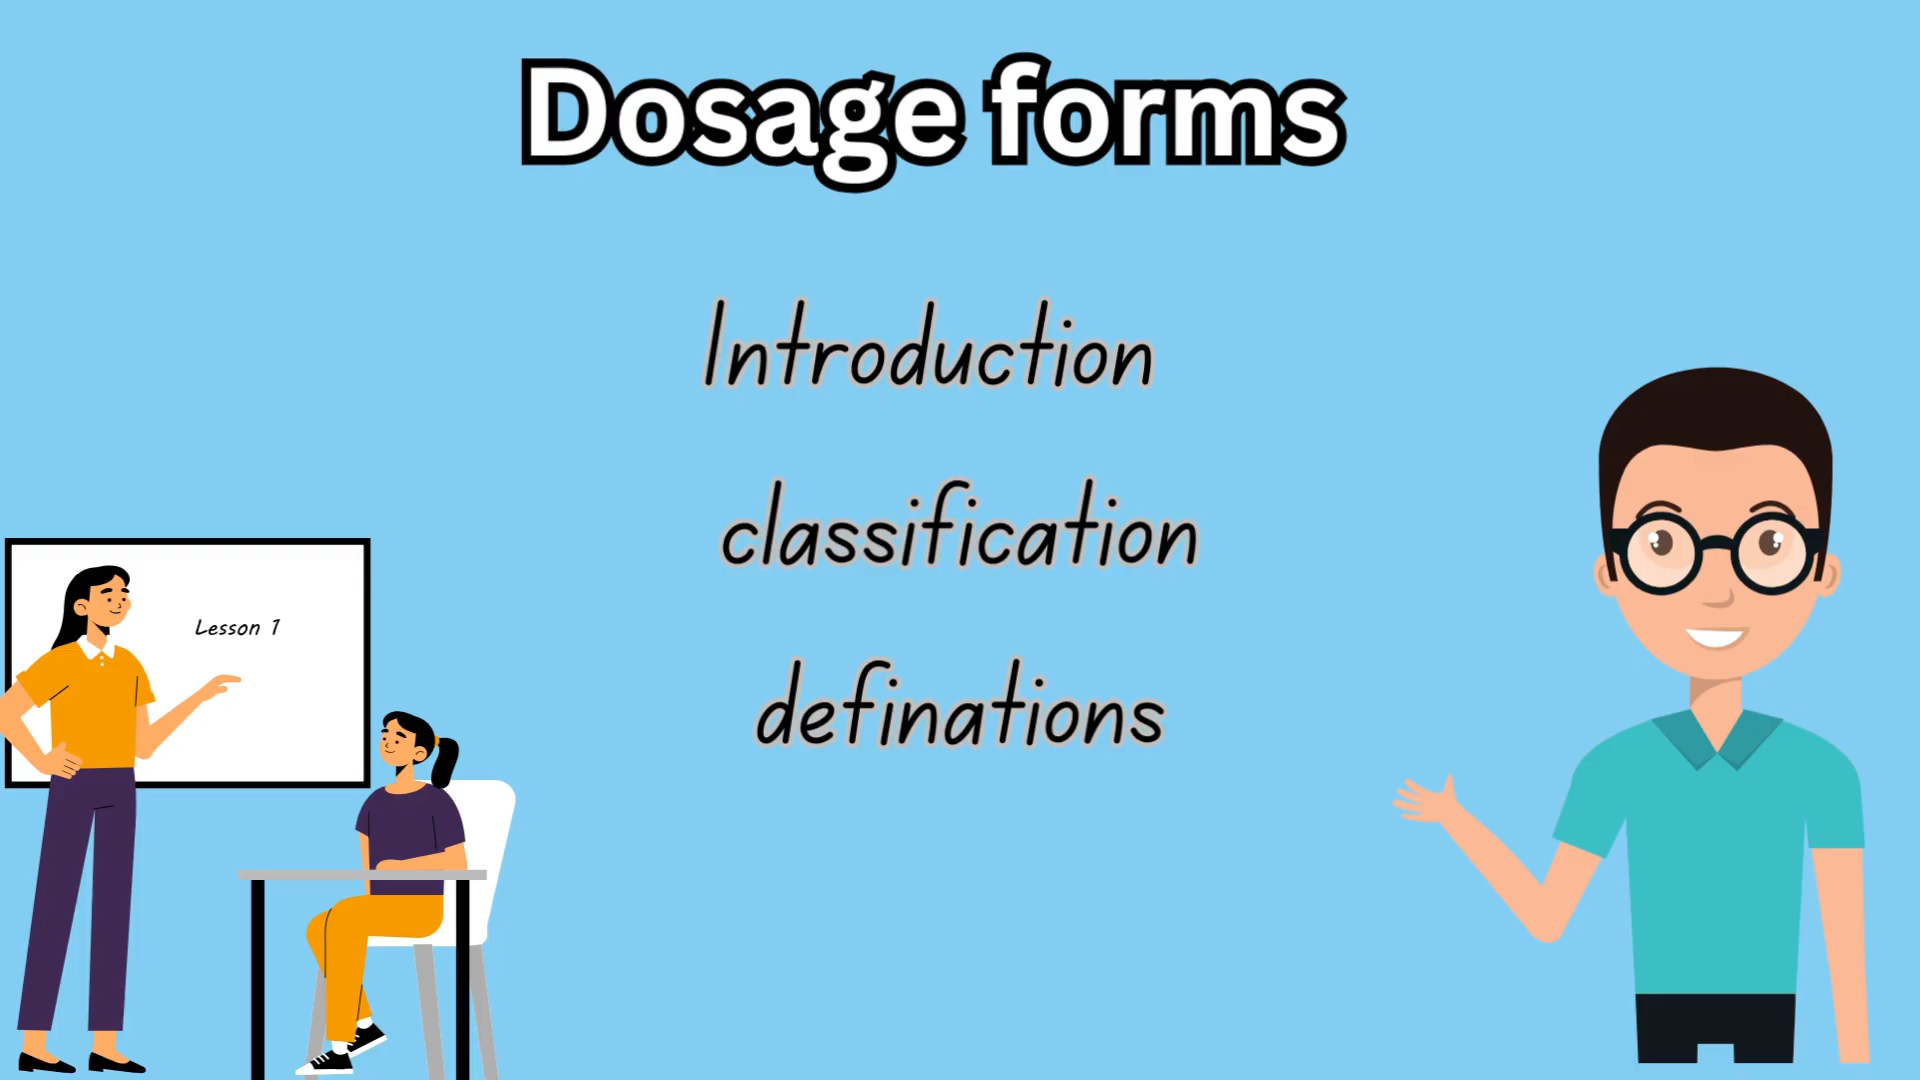 Dosage forms
Introduction
classification
definations
Lesson 1